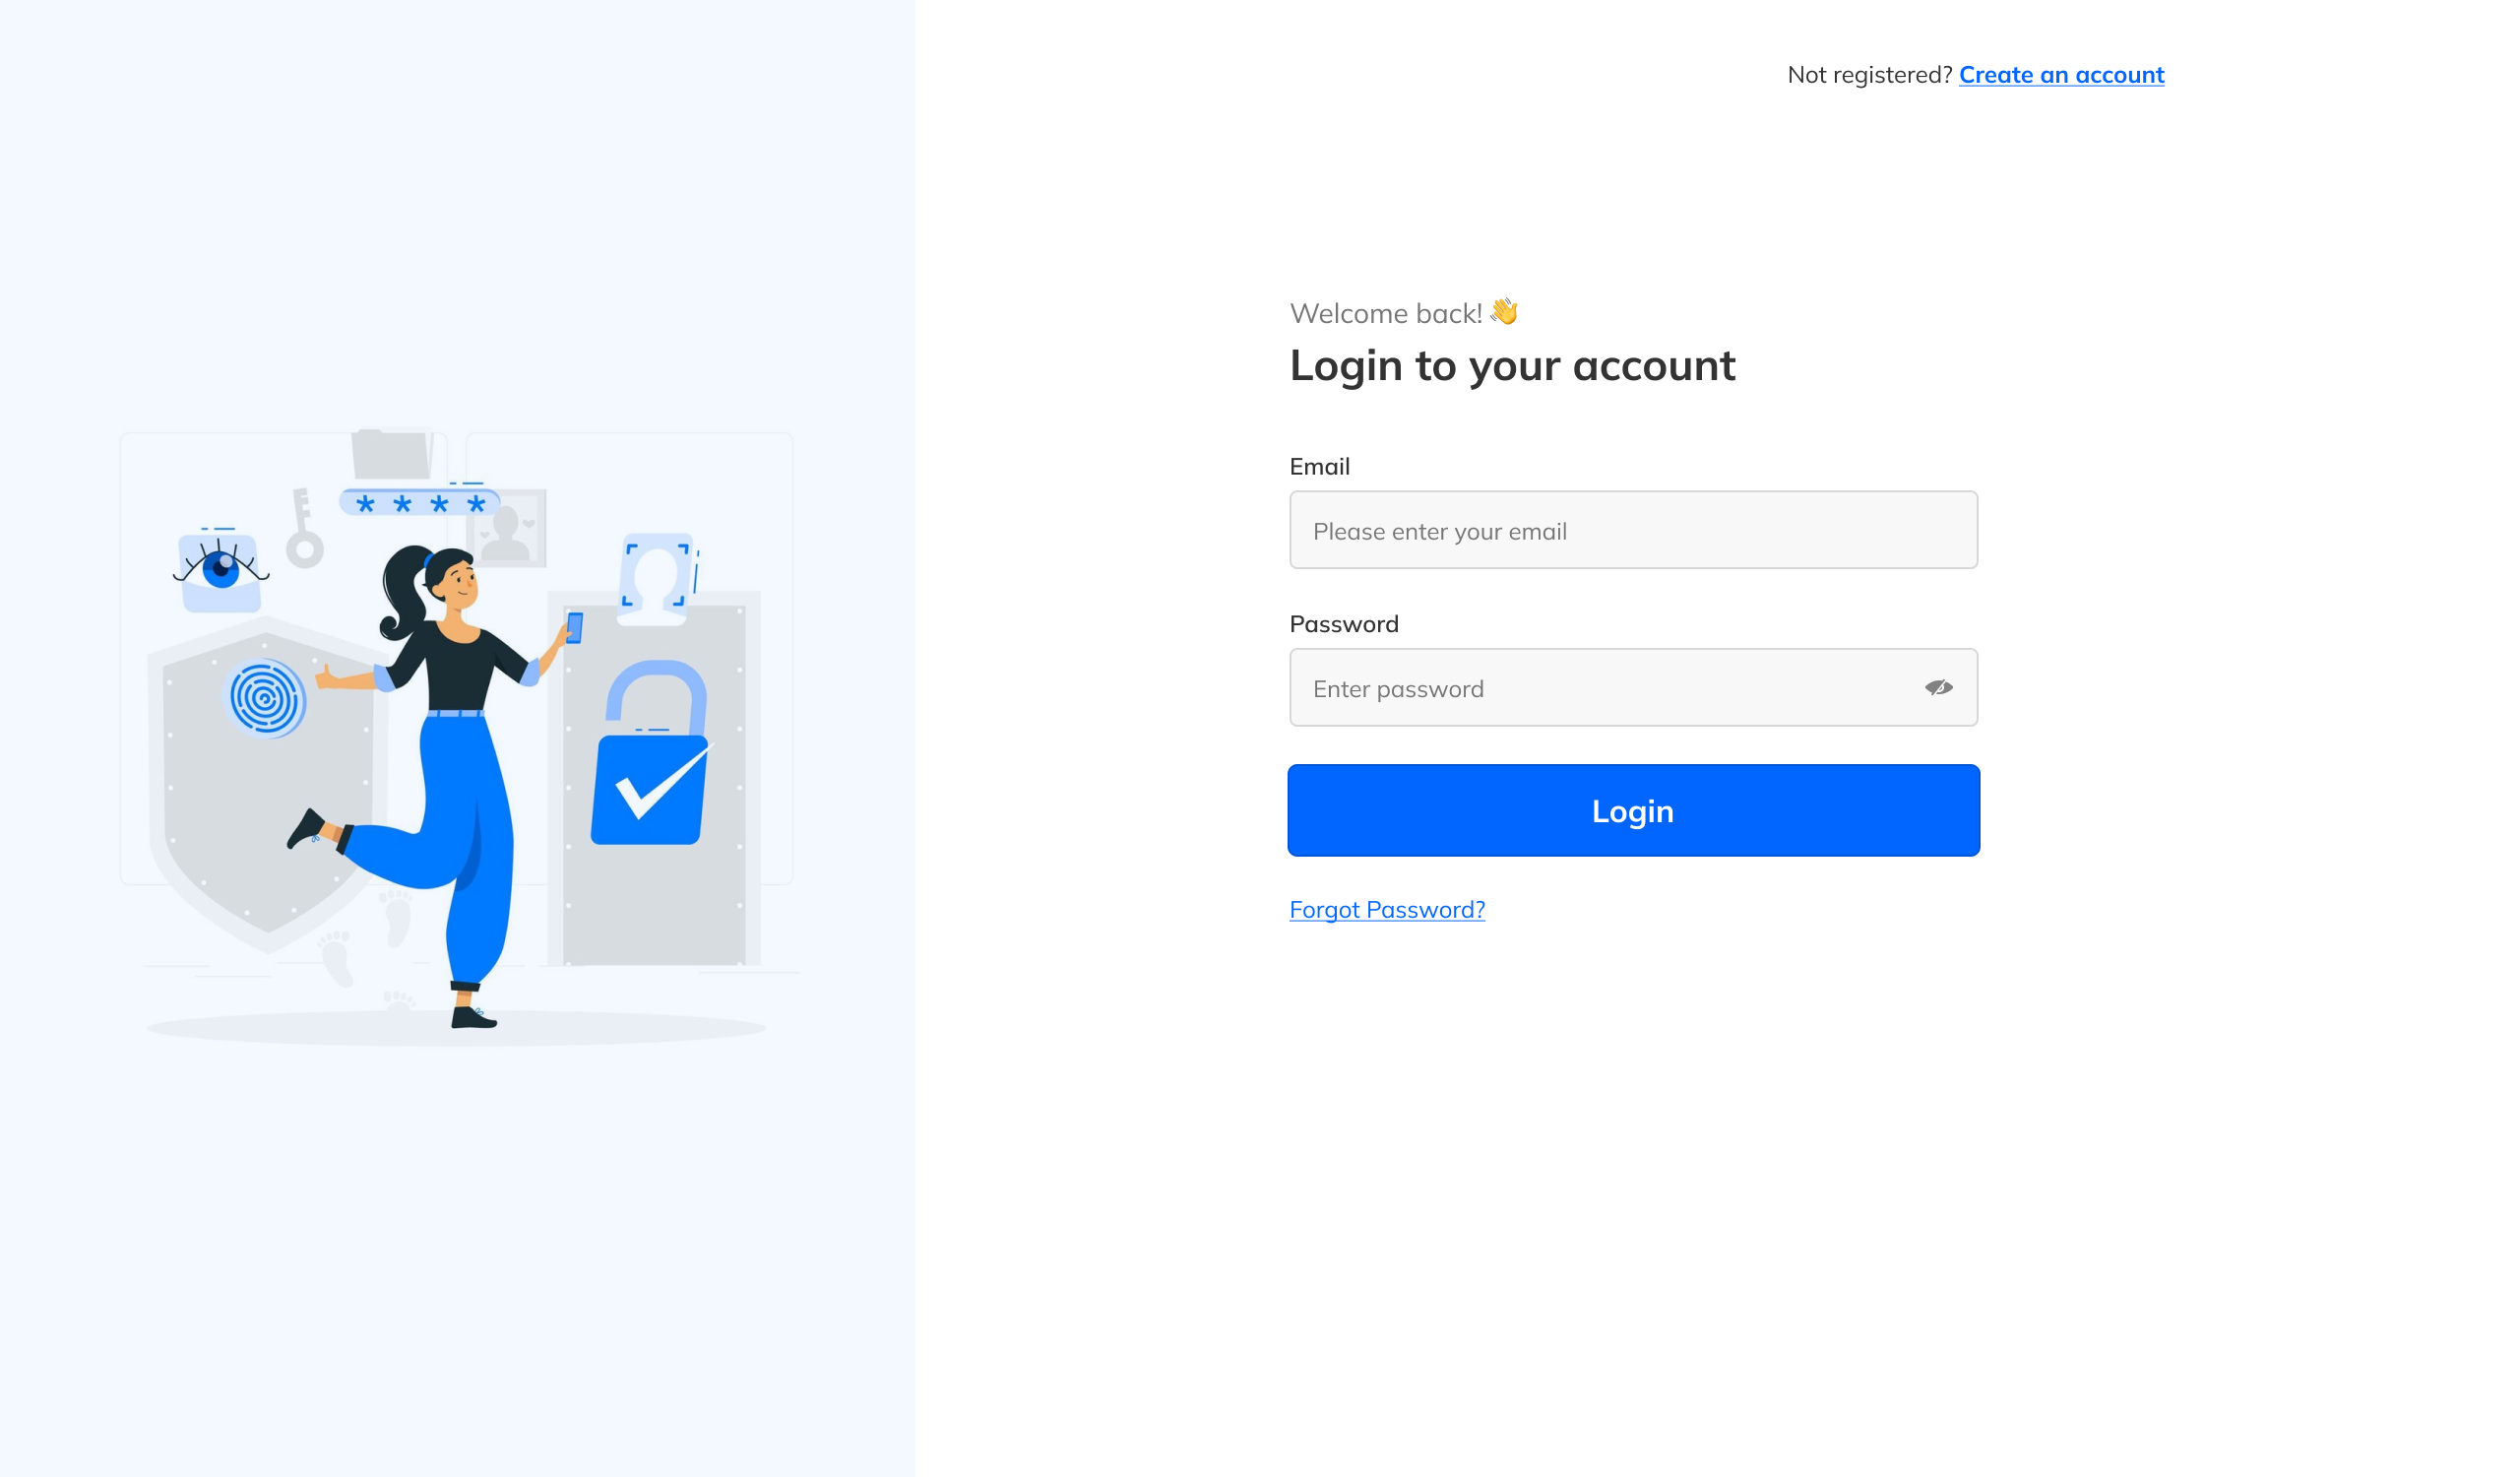 Not registered? Create an account
Welcome back! 👋
Login to your account
Email
Please enter your email
Password
Enter password
Login
Forgot Password?
* * * *